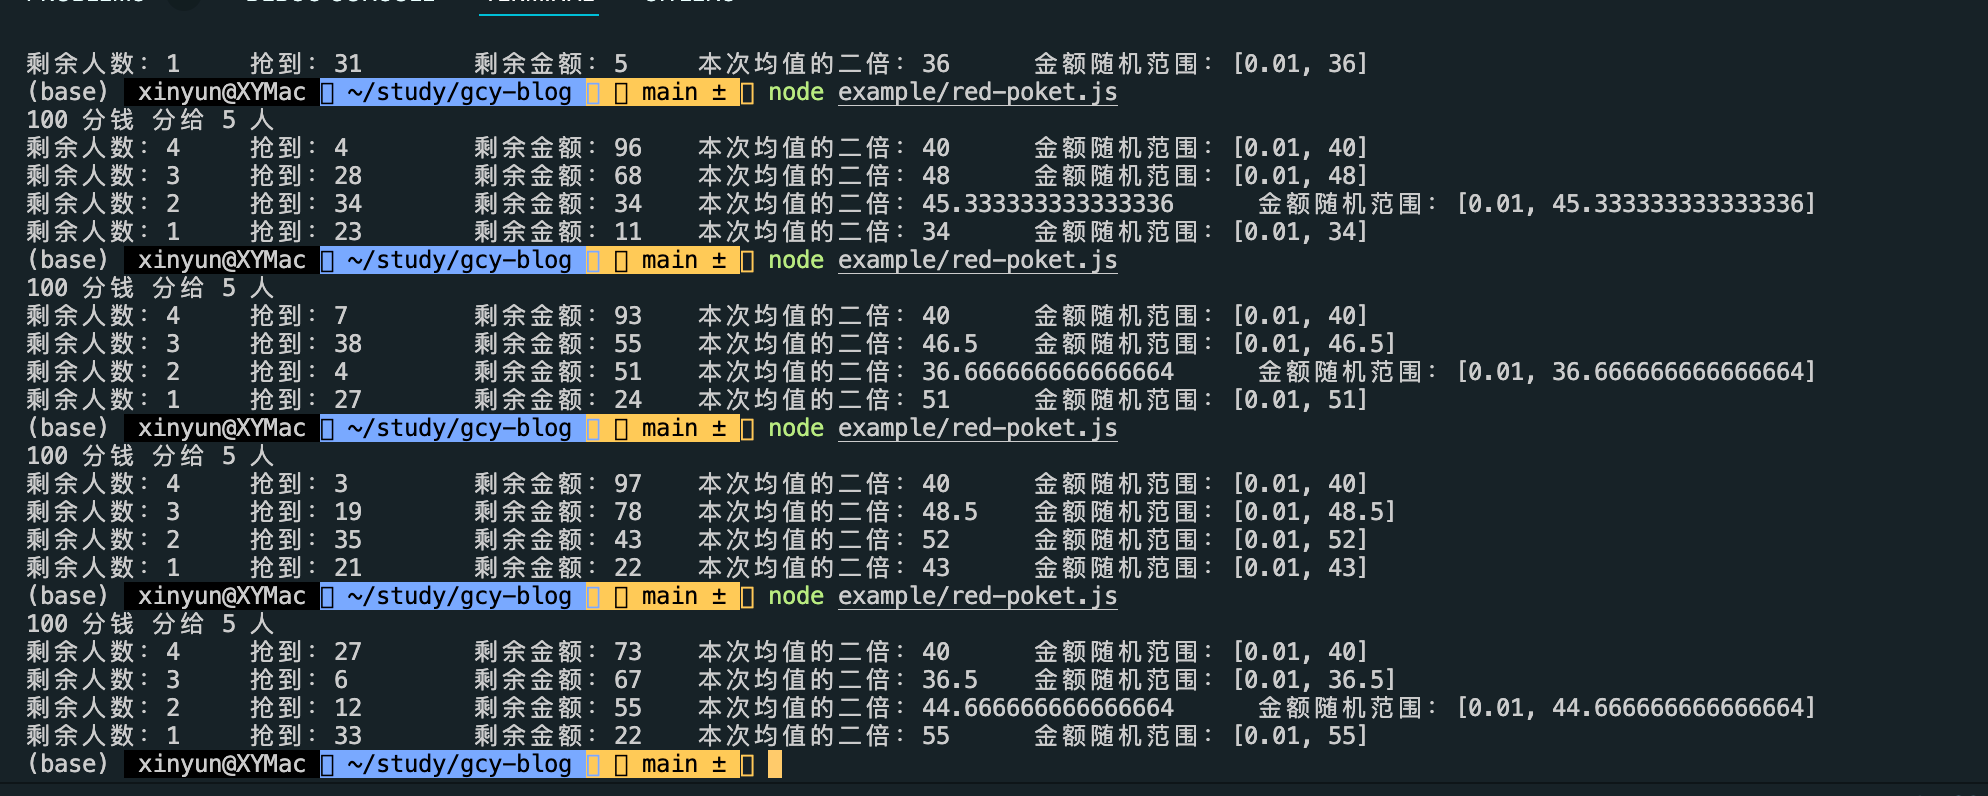 PROBLEMS DEBUG CONSOLE TERMINAL GITLENS
剩余人数: 1 抢到: 31 剩余金额: 5 本次均值的二倍: 36 金额随机范围: [0.01, 36]
(base) xinyun@XYMac ~/study/gcy-blog main ± node example/red-poket.js
100 分钱 分给 5 人
剩余人数: 4 抢到: 4 剩余金额: 96 本次均值的二倍: 40 金额随机范围: [0.01, 40]
剩余人数: 3 抢到: 28 剩余金额: 68 本次均值的二倍: 48 金额随机范围: [0.01, 48]
剩余人数: 2 抢到: 34 剩余金额: 34 本次均值的二倍: 45.333333333333336 金额随机范围: [0.01, 45.333333333333336]
剩余人数: 1 抢到: 23 剩余金额: 11 本次均值的二倍: 34 金额随机范围: [0.01, 34]
(base) xinyun@XYMac ~/study/gcy-blog main ± node example/red-poket.js
100 分钱 分给 5 人
剩余人数: 4 抢到: 7 剩余金额: 93 本次均值的二倍: 40 金额随机范围: [0.01, 40]
剩余人数: 3 抢到: 38 剩余金额: 55 本次均值的二倍: 46.5 金额随机范围: [0.01, 46.5]
剩余人数: 2 抢到: 4 剩余金额: 51 本次均值的二倍: 36.666666666666664 金额随机范围: [0.01, 36.666666666666664]
剩余人数: 1 抢到: 27 剩余金额: 24 本次均值的二倍: 51 金额随机范围: [0.01, 51]
(base) xinyun@XYMac ~/study/gcy-blog main ± node example/red-poket.js
100 分钱 分给 5 人
剩余人数: 4 抢到: 3 剩余金额: 97 本次均值的二倍: 40 金额随机范围: [0.01, 40]
剩余人数: 3 抢到: 19 剩余金额: 78 本次均值的二倍: 48.5 金额随机范围: [0.01, 48.5]
剩余人数: 2 抢到: 35 剩余金额: 43 本次均值的二倍: 52 金额随机范围: [0.01, 52]
剩余人数: 1 抢到: 21 剩余金额: 22 本次均值的二倍: 43 金额随机范围: [0.01, 43]
(base) xinyun@XYMac ~/study/gcy-blog main ± node example/red-poket.js
100 分钱 分给 5 人
剩余人数: 4 抢到: 27 剩余金额: 73 本次均值的二倍: 40 金额随机范围: [0.01, 40]
剩余人数: 3 抢到: 6 剩余金额: 67 本次均值的二倍: 36.5 金额随机范围: [0.01, 36.5]
剩余人数: 2 抢到: 12 剩余金额: 55 本次均值的二倍: 44.666666666666664 金额随机范围: [0.01, 44.666666666666664]
剩余人数: 1 抢到: 33 剩余金额: 22 本次均值的二倍: 55 金额随机范围: [0.01, 55]
(base) xinyun@XYMac ~/study/gcy-blog main ±